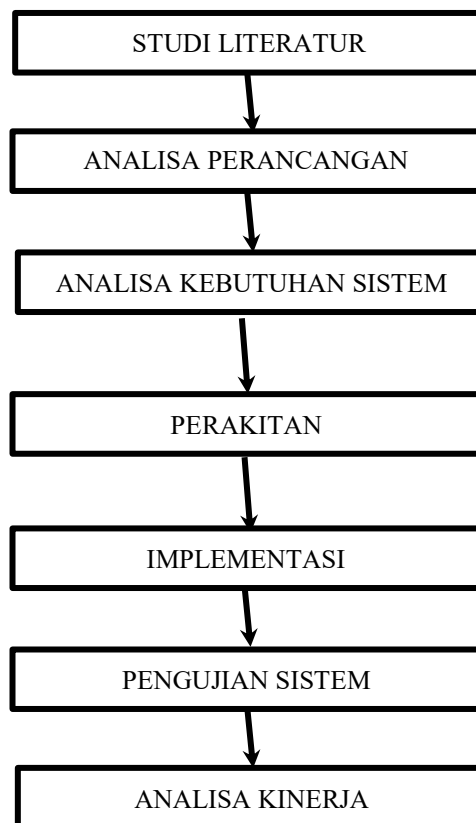 STUDI LITERATUR
ANALISA PERANCANGAN
ANALISA KEBUTUHAN SISTEM
PERAKITAN
IMPLEMENTASI
PENGUJIAN SISTEM
ANALISA KINERJA